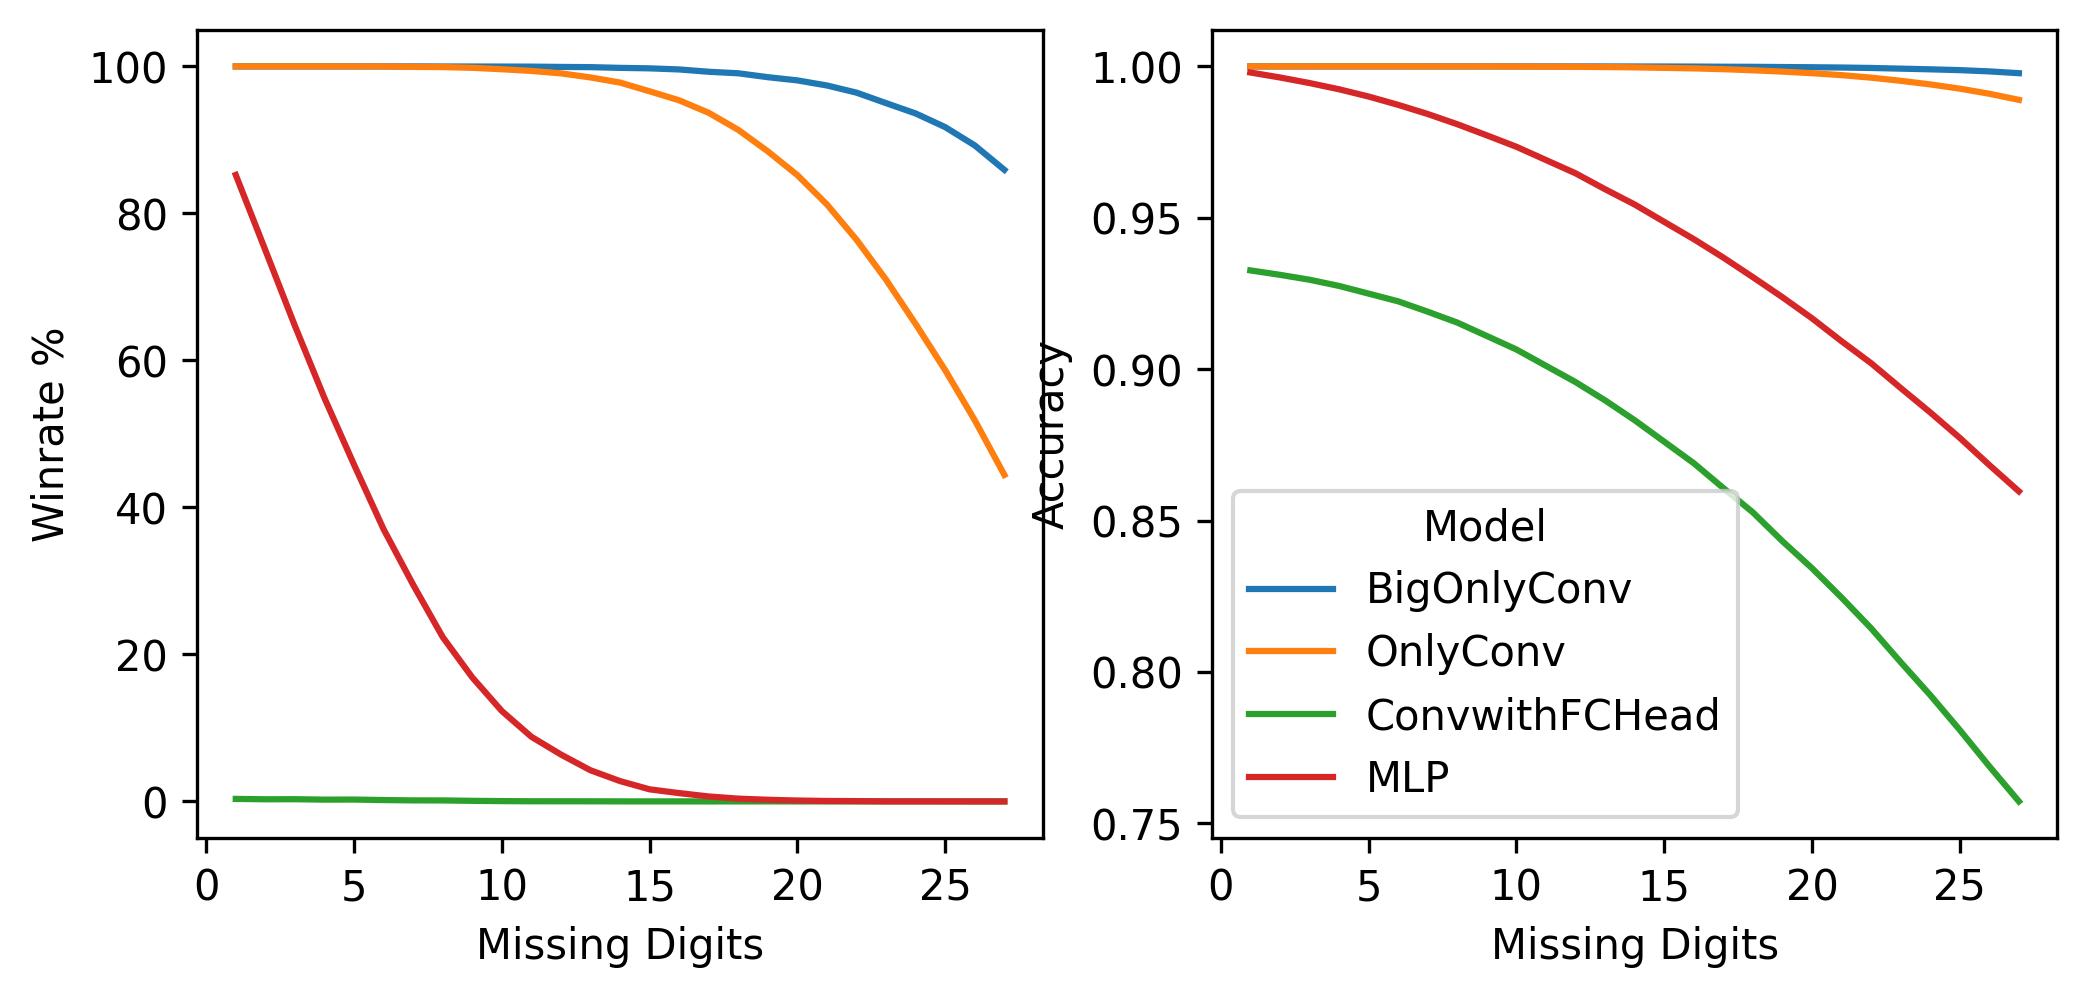 100
80
60
40
20
0
Winrate %
0 5 10 15 20 25
Missing Digits
1.00
0.95
0.90
0.85
0.80
0.75
Accuracy
Model
BigOnlyConv
OnlyConv
ConvwithFCHead
MLP
0 5 10 15 20 25
Missing Digits